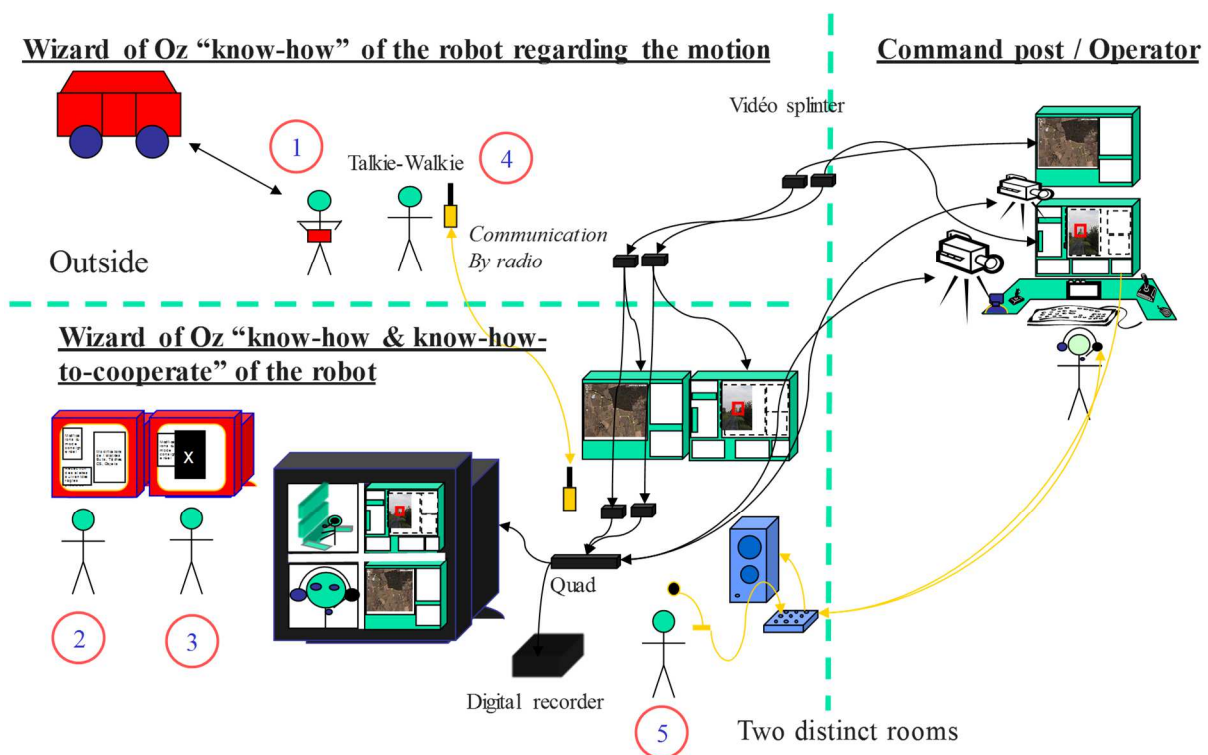 Wizard of Oz “know-how” of the robot regarding the motion
Command post / Operator
Vidéo splinter
1
Talkie-Walkie
4
Communication
By radio
Outside
Wizard of Oz “know-how & know-how-
to-cooperate” of the robot
X
Quad
2
3
Digital recorder
5
Two distinct rooms